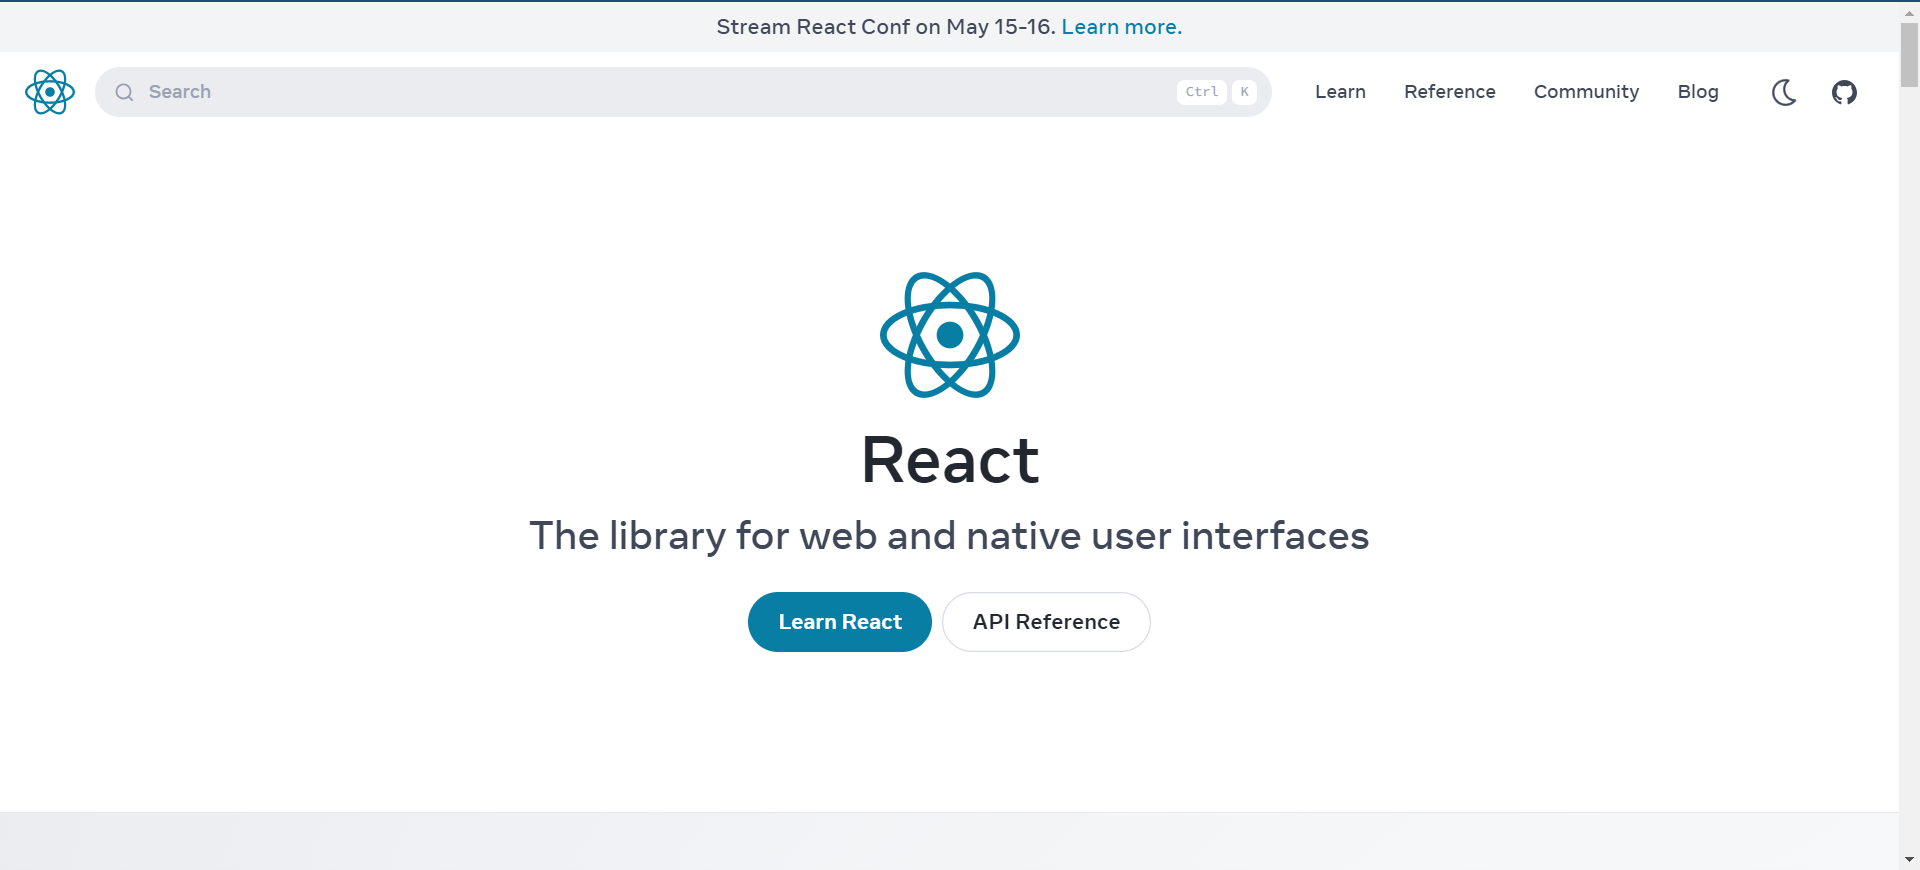 Stream React Conf on May 15-16. Learn more.
Search Ctrl K Learn Reference Community Blog
React
The library for web and native user interfaces
Learn React API Reference